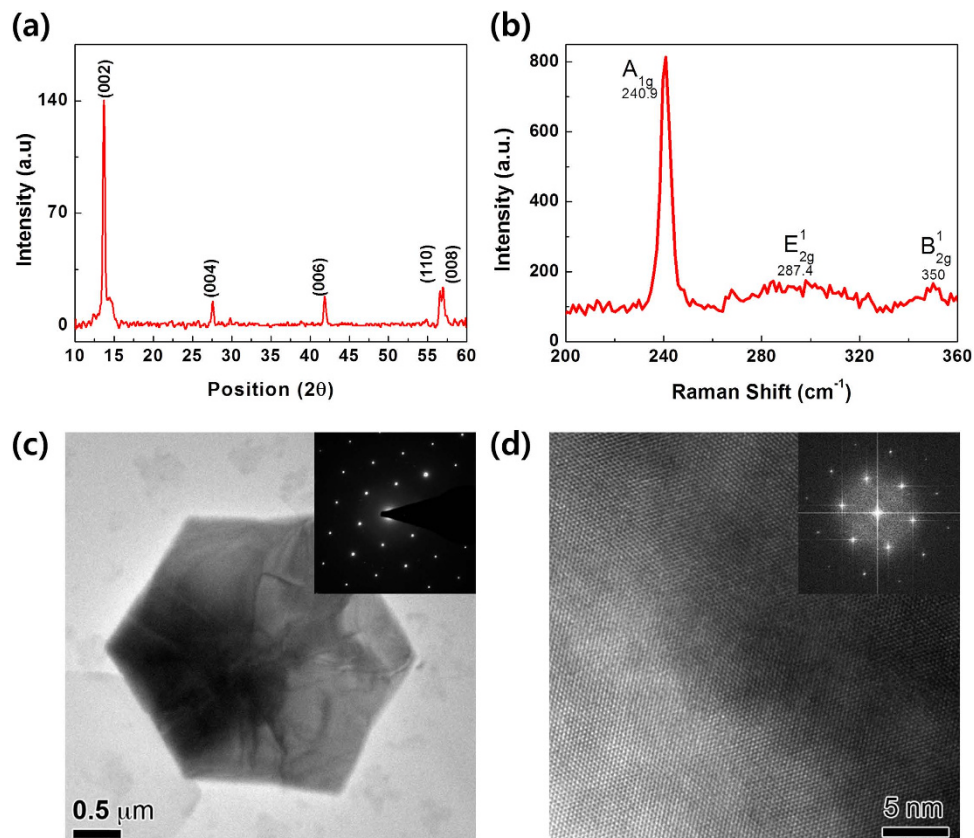 (a)
(002)
(004)
(006)
(110)
(008)
140
70
0
Intensity (a.u)
10 15 20 25 30 35 40 45 50 55 60
Position (2θ)
(b)
A1g
240.9
E¹2g
287.4
B¹2g
350
800
600
400
200
0
Intensity (a.u.)
200 240 280 320 360
Raman Shift (cm⁻¹)
(c)
0.5 μm
(d)
5 nm